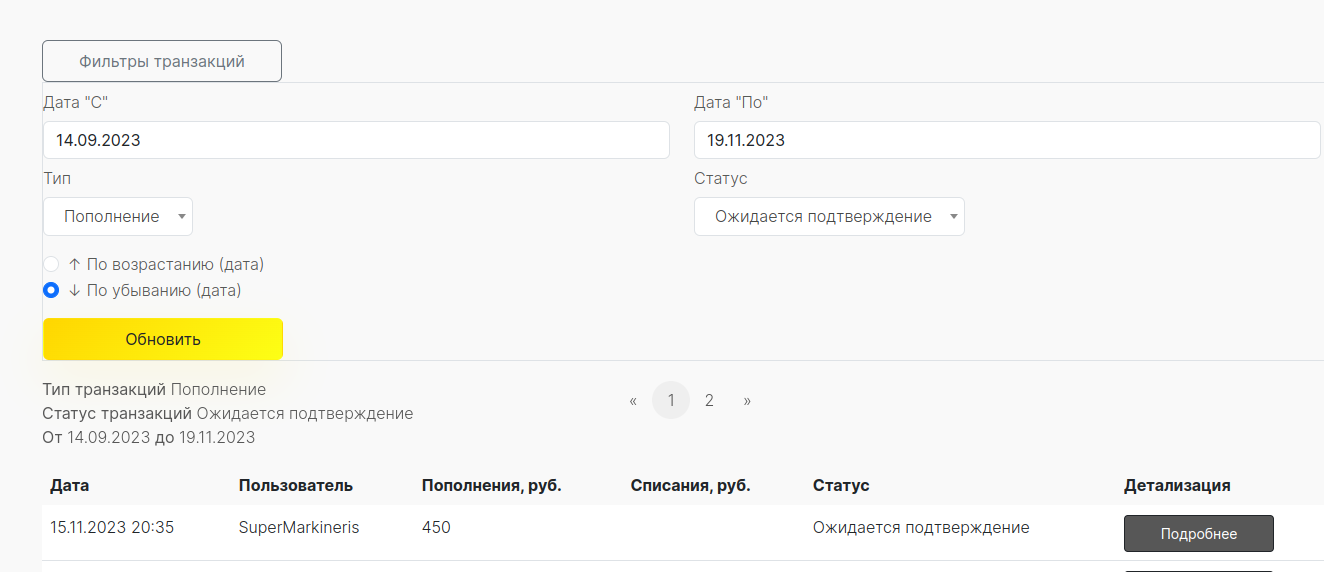 Фильтры транзакций
Дата "С" Дата "По"
14.09.2023 19.11.2023
Тип Статус
Пополнение Ожидается подтверждение
↑ По возрастанию (дата)
↓ По убыванию (дата)
Обновить
Тип транзакций Пополнение
Статус транзакций Ожидается подтверждение
От 14.09.2023 до 19.11.2023
« 1 2 »
Дата Пользователь Пополнения, руб. Списания, руб. Статус Детализация
15.11.2023 20:35 SuperMarkineris 450 Ожидается подтверждение Подробнее